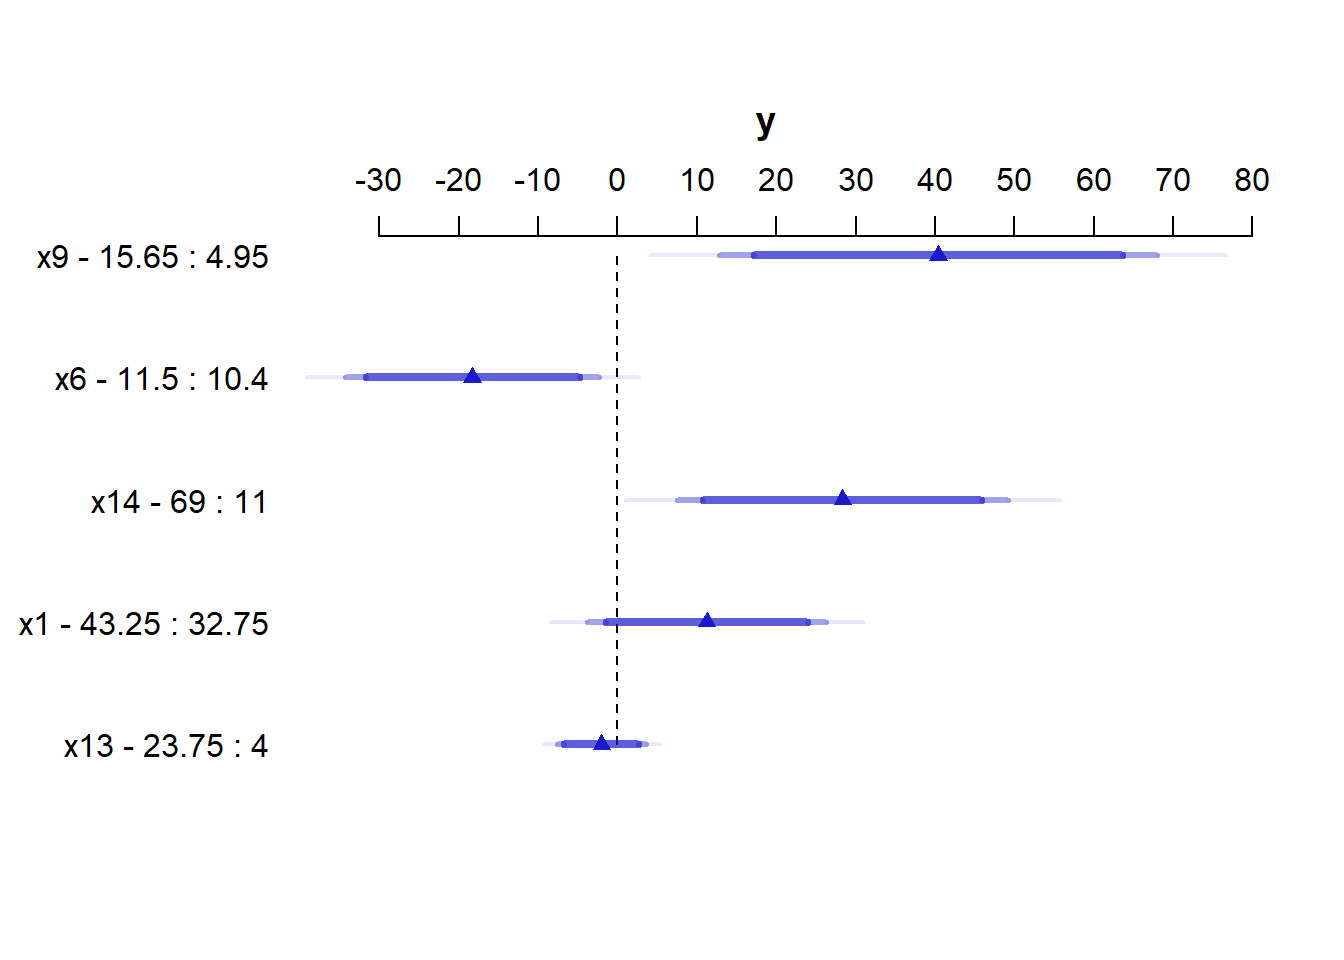 y
-30 -20 -10 0 10 20 30 40 50 60 70 80
x9 - 15.65 : 4.95
x6 - 11.5 : 10.4
x14 - 69 : 11
x1 - 43.25 : 32.75
x13 - 23.75 : 4